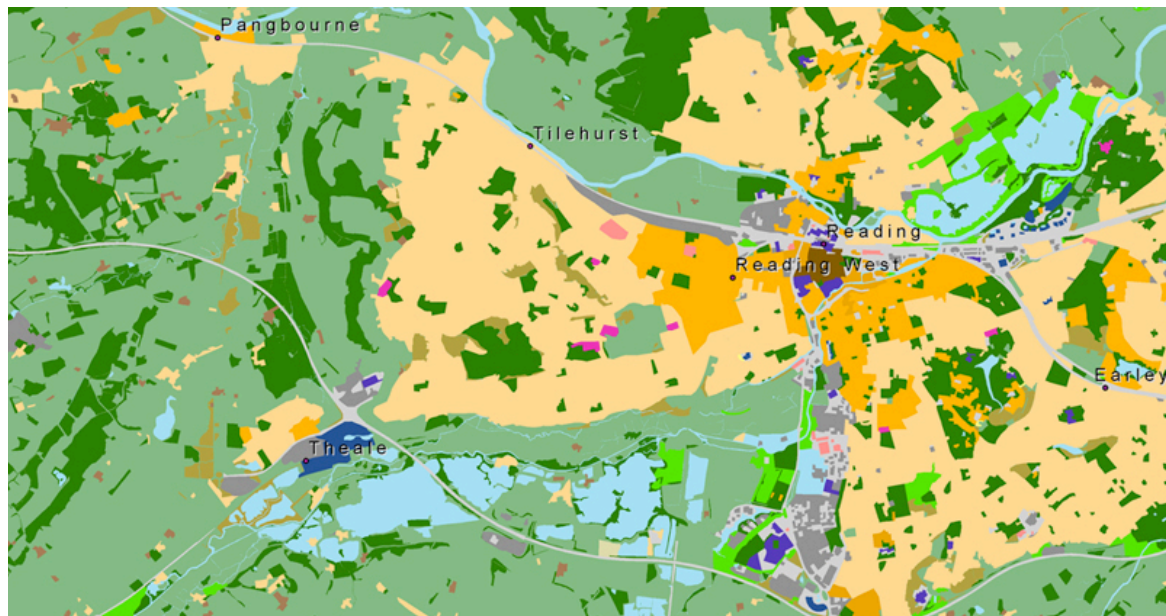 Pangbourne
Tilehurst
Reading
Reading West
Earley
Theale